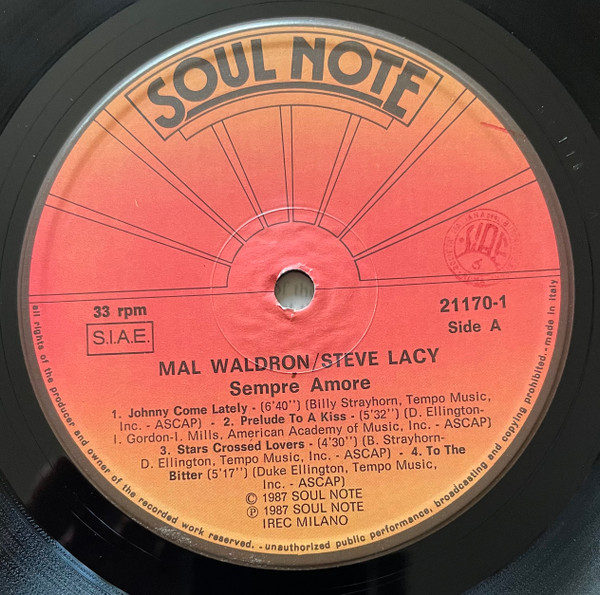 SOUL NOTE
33 rpm
S.I.A.E.
21170-1
Side A
MAL WALDRON/STEVE LACY
Sempre Amore
1. Johnny Come Lately - (6'40'') (Billy Strayhorn, Tempo Music,
Inc. - ASCAP) - 2. Prelude To A Kiss - (5'32'') (D. Ellington-
I. Gordon-I. Mills, American Academy of Music, Inc. - ASCAP)
3. Stars Crossed Lovers - (4'30'') (B. Strayhorn-
D. Ellington, Tempo Music, Inc. - ASCAP) - 4. To The
Bitter (5'17'') (Duke Ellington, Tempo Music,
Inc. - ASCAP)
© 1987 SOUL NOTE
℗ 1987 SOUL NOTE
IREC MILANO
all rights of the producer and owner of the recorded work reserved. - unauthorized public performance, broadcasting and copying prohibited. - made in Italy